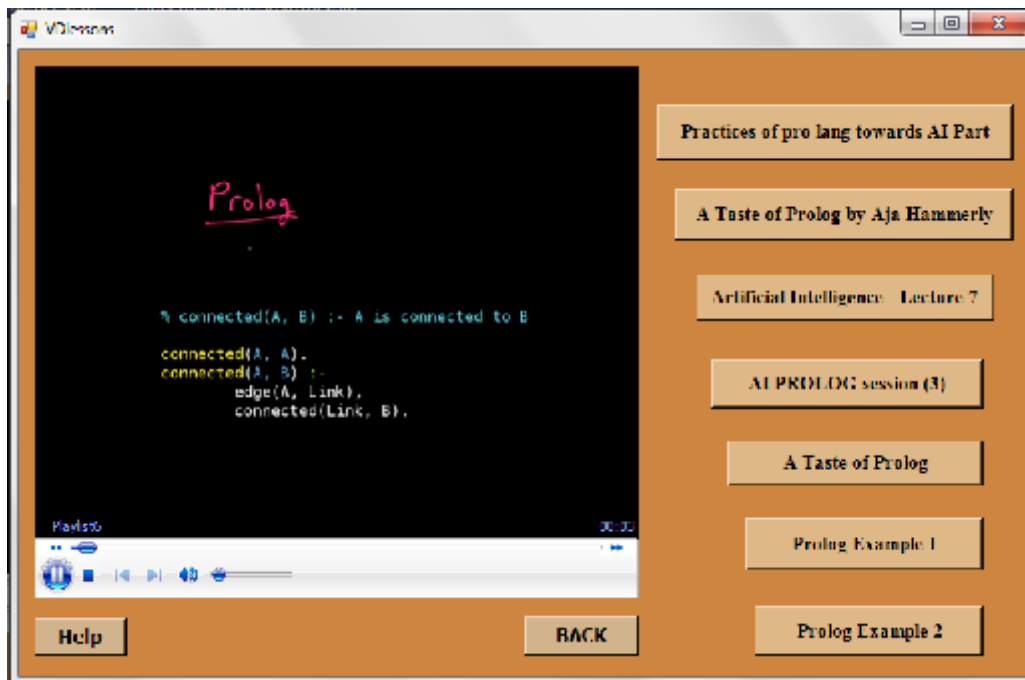 VDlessons
Prolog
% connected(A, B) :- A is connected to B
connected(A, A).
connected(A, B) :-
edge(A, Link),
connected(Link, B).
Playlist5
Help
BACK
Practices of pro lang towards AI Part
A Taste of Prolog by Aja Hammerly
Artificial Intelligence Lecture 7
AI PROLOG session (3)
A Taste of Prolog
Prolog Example 1
Prolog Example 2